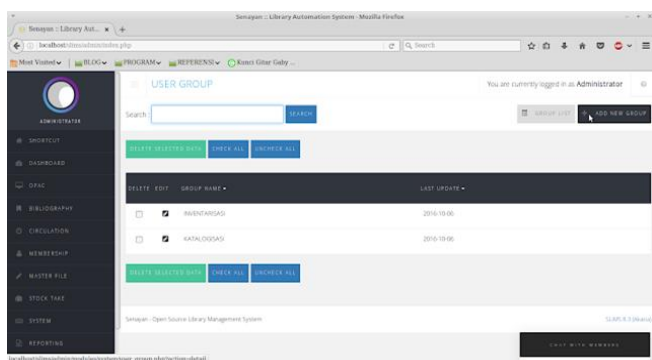 Senayan :: Library Automation System - Mozilla Firefox
Senayan :: Library Aut... × +
localhost/slims/admin/index.php
Search
Most Visited BLOG PROGRAM REFERENSI Kunci Gitar Gaby ...
USER GROUP
You are currently logged in as Administrator
Search :
SEARCH
GROUP LIST
ADD NEW GROUP
ADMINISTRATOR
SHORTCUT
DASHBOARD
OPAC
BIBLIOGRAPHY
CIRCULATION
MEMBERSHIP
MASTER FILE
STOCK TAKE
SYSTEM
REPORTING
DELETE SELECTED DATA CHECK ALL UNCHECK ALL
DELETE EDIT GROUP NAME LAST UPDATE
INVENTARISASI 2016-10-06
KATALOGISASI 2016-10-06
DELETE SELECTED DATA CHECK ALL UNCHECK ALL
Senayan - Open Source Library Management System
CHAT WITH MEMBERS